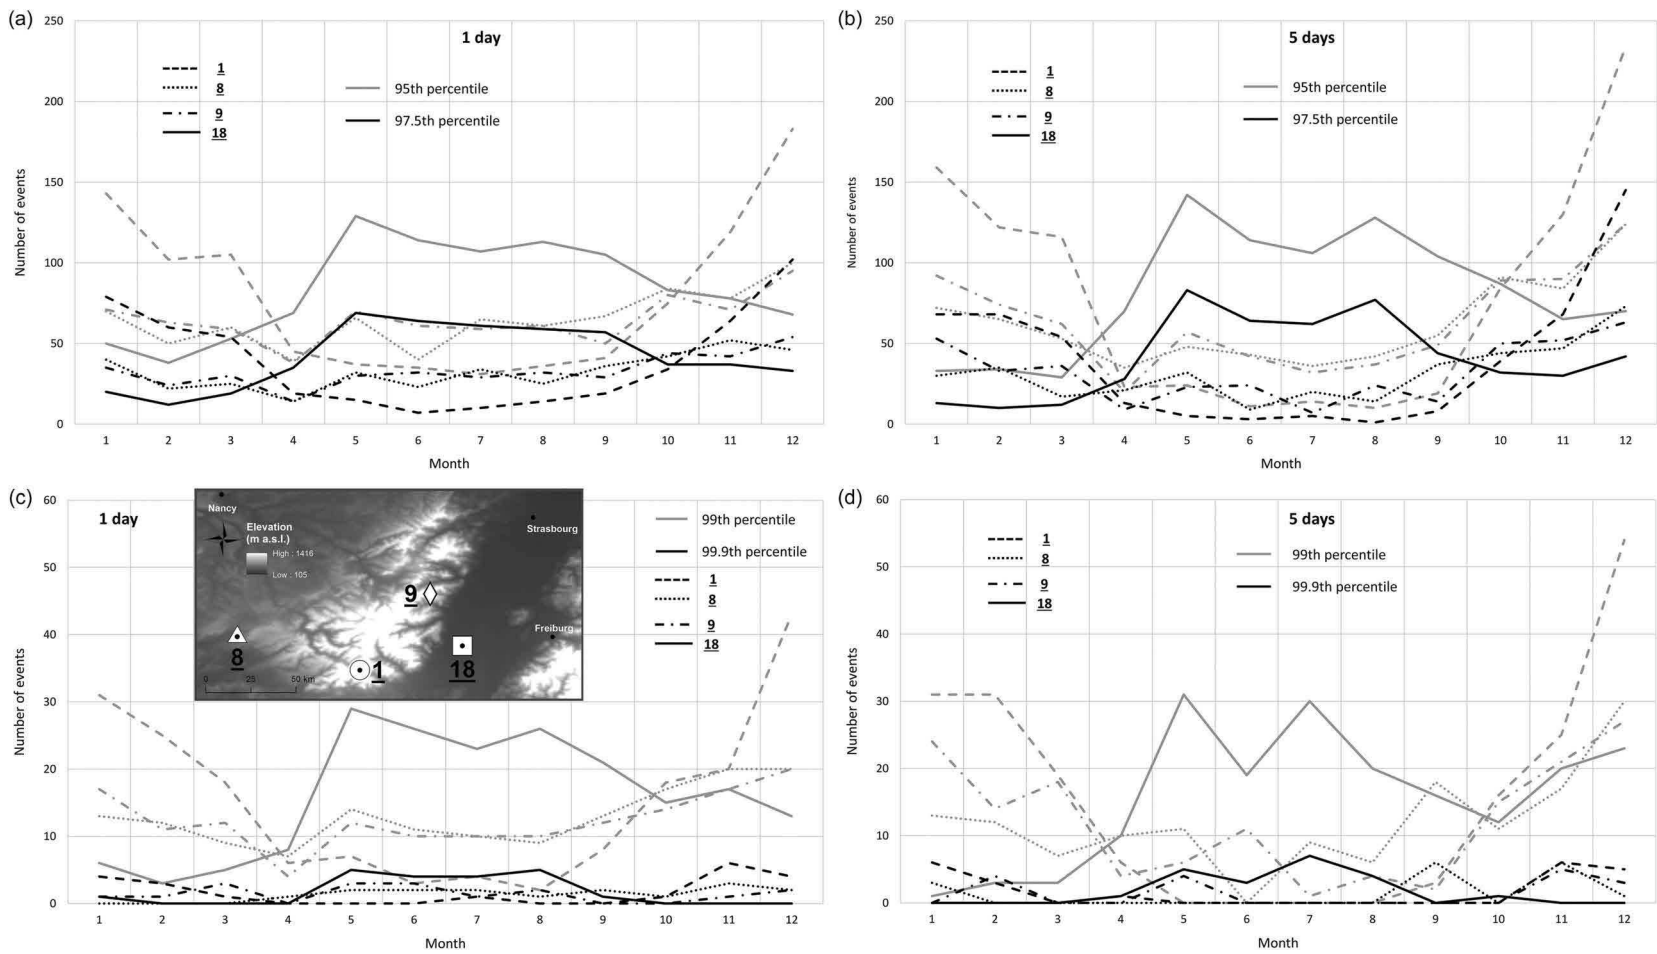 (a)
1 day
250
200
150
100
50
0
Number of events
1
8
9
18
95th percentile
97.5th percentile
1 2 3 4 5 6 7 8 9 10 11 12
Month
(b)
5 days
250
200
150
100
50
0
Number of events
1
8
9
18
95th percentile
97.5th percentile
1 2 3 4 5 6 7 8 9 10 11 12
Month
(c)
1 day
60
50
40
30
20
10
0
Number of events
Nancy
Elevation
(m a.s.l.)
High : 1416
Low : 105
Strasbourg
9
Freiburg
8
1
18
0 25 50 km
99th percentile
99.9th percentile
1
8
9
18
1 2 3 4 5 6 7 8 9 10 11 12
Month
(d)
5 days
60
50
40
30
20
10
0
Number of events
1
8
9
18
99th percentile
99.9th percentile
1 2 3 4 5 6 7 8 9 10 11 12
Month